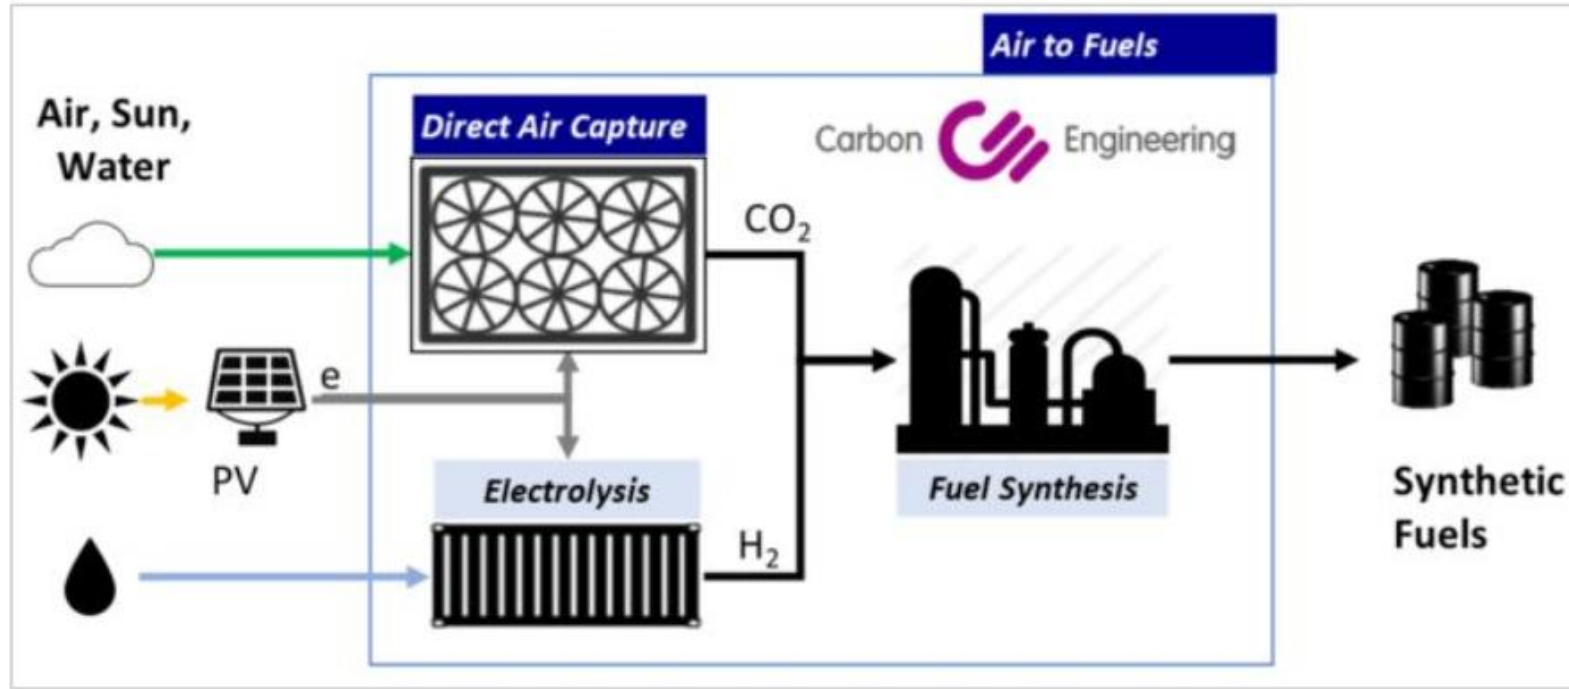 Air to Fuels
Air, Sun,
Water
Direct Air Capture
Carbon Engineering
CO₂
e
PV
Electrolysis
Fuel Synthesis
H₂
Synthetic
Fuels